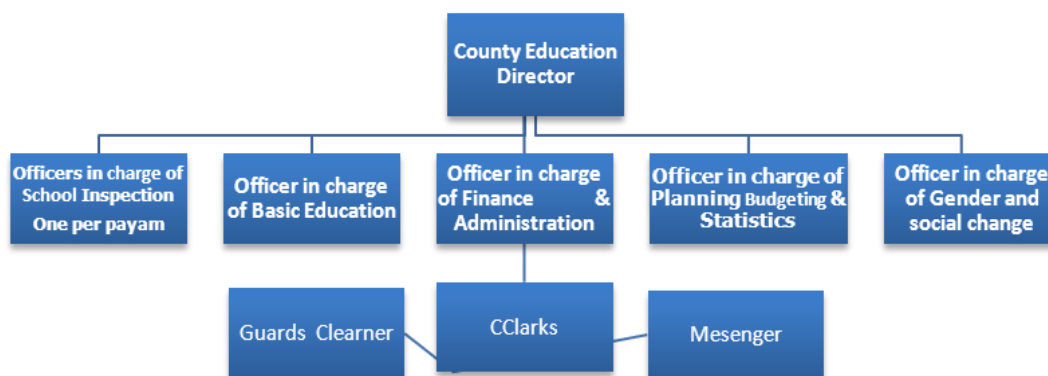 County Education
Director
Officers in charge of
School Inspection
One per payam
Officer in charge
of Basic Education
Officer in charge
of Finance &
Administration
Officer in charge of
Planning Budgeting &
Statistics
Officer in charge
of Gender and
social change
Guards Clearner
CClarks
Mesenger